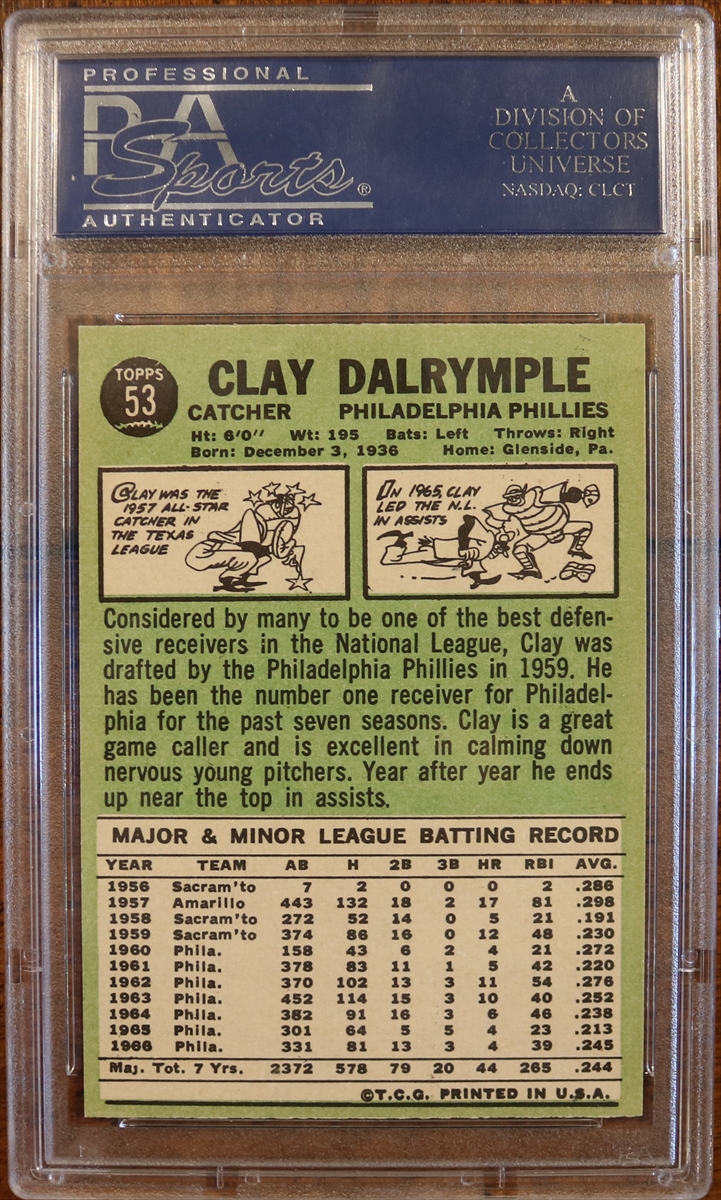 PROFESSIONAL
PSA
Sports®
AUTHENTICATOR
A
DIVISION OF
COLLECTORS
UNIVERSE
NASDAQ: CLCT
TOPPS
53
CLAY DALRYMPLE
CATCHER PHILADELPHIA PHILLIES
Ht: 6'0" Wt: 195 Bats: Left Throws: Right
Born: December 3, 1936 Home: Glenside, Pa.
CLAY WAS THE
1957 ALL-STAR
CATCHER IN
THE TEXAS
LEAGUE
IN 1965, CLAY
LED THE N.L.
IN ASSISTS
Considered by many to be one of the best defen-
sive receivers in the National League, Clay was
drafted by the Philadelphia Phillies in 1959. He
has been the number one receiver for Philadel-
phia for the past seven seasons. Clay is a great
game caller and is excellent in calming down
nervous young pitchers. Year after year he ends
up near the top in assists.
MAJOR & MINOR LEAGUE BATTING RECORD
YEAR TEAM AB H 2B 3B HR RBI AVG.
1956 Sacram'to 7 2 0 0 0 2 .286
1957 Amarillo 443 132 18 2 17 81 .298
1958 Sacram'to 272 52 14 0 5 21 .191
1959 Sacram'to 374 86 16 0 12 48 .230
1960 Phila. 158 43 6 2 4 21 .272
1961 Phila. 378 83 11 1 5 42 .220
1962 Phila. 370 102 13 3 11 54 .276
1963 Phila. 452 114 15 3 10 40 .252
1964 Phila. 382 91 16 3 6 46 .238
1965 Phila. 301 64 5 5 4 23 .213
1966 Phila. 331 81 13 3 4 39 .245
Maj. Tot. 7 Yrs. 2372 578 79 20 44 265 .244
©T.C.G. PRINTED IN U.S.A.